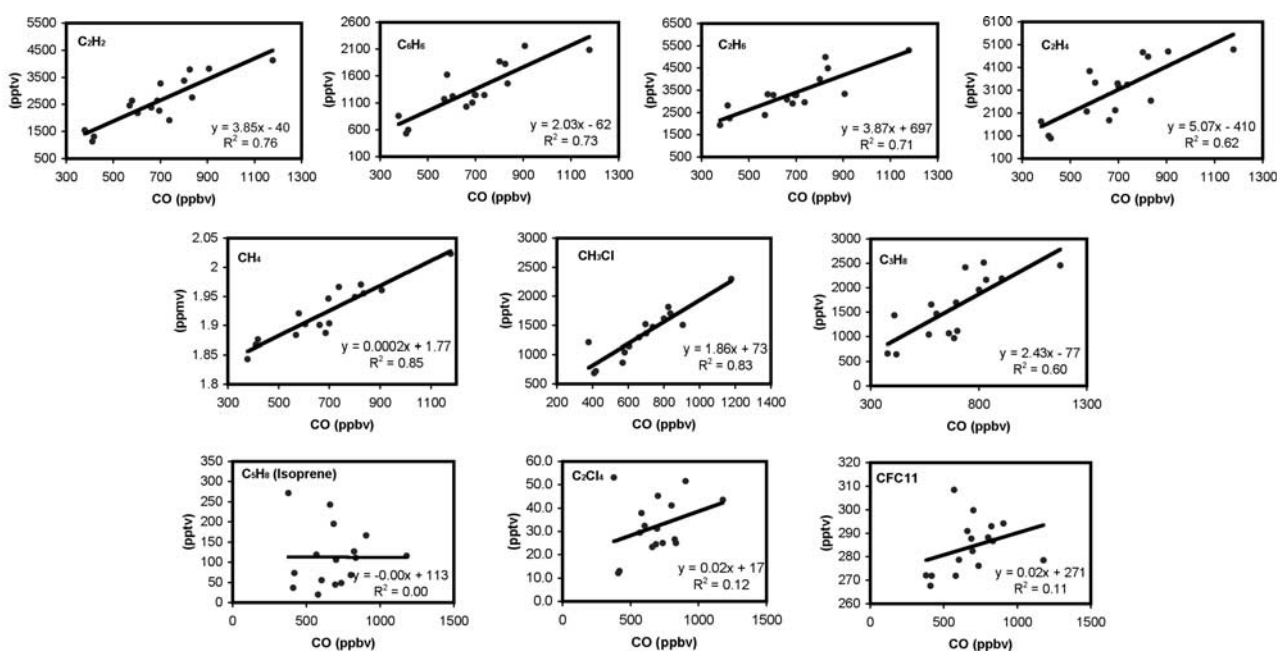 C₂H₂
5500
4500
3500
2500
1500
500
(pptv)
y = 3.85x - 40
R² = 0.76
300 500 700 900 1100 1300
CO (ppbv)
C₆H₆
2600
2100
1600
1100
600
100
(pptv)
y = 2.03x - 62
R² = 0.73
300 500 700 900 1100 1300
CO (ppbv)
C₂H₆
6500
5500
4500
3500
2500
1500
500
(pptv)
y = 3.87x + 697
R² = 0.71
300 500 700 900 1100 1300
CO (ppbv)
C₂H₄
6100
5100
4100
3100
2100
1100
100
(pptv)
y = 5.07x - 410
R² = 0.62
300 500 700 900 1100 1300
CO (ppbv)
CH₄
2.05
2
1.95
1.9
1.85
1.8
(ppmv)
y = 0.0002x + 1.77
R² = 0.85
300 500 700 900 1100
CO (ppbv)
CH₃Cl
3000
2500
2000
1500
1000
500
(pptv)
y = 1.86x + 73
R² = 0.83
200 400 600 800 1000 1200 1400
CO (ppbv)
C₃H₈
3000
2500
2000
1500
1000
500
0
(pptv)
y = 2.43x - 77
R² = 0.60
300 800 1300
CO (ppbv)
C₅H₈ (Isoprene)
350
300
250
200
150
100
50
0
(pptv)
y = -0.00x + 113
R² = 0.00
0 500 1000 1500
CO (ppbv)
C₂Cl₄
60.0
50.0
40.0
30.0
20.0
10.0
0.0
(pptv)
y = 0.02x + 17
R² = 0.12
0 500 1000 1500
CO (ppbv)
CFC11
320
310
300
290
280
270
260
(pptv)
y = 0.02x + 271
R² = 0.11
0 500 1000 1500
CO (ppbv)